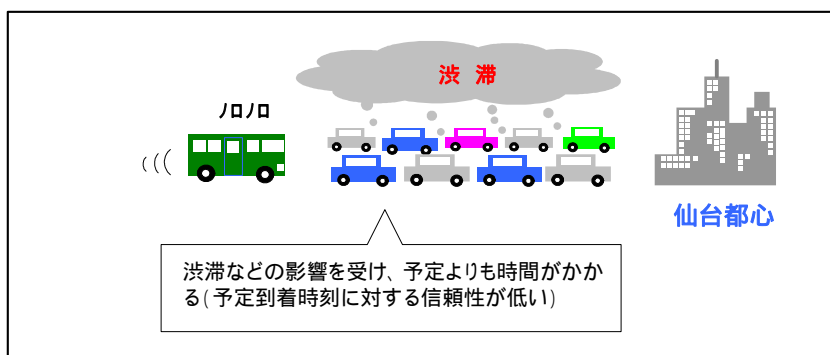 渋 滞
ノロノロ
仙台都心
渋滞などの影響を受け、予定よりも時間がかか
る(予定到着時刻に対する信頼性が低い)